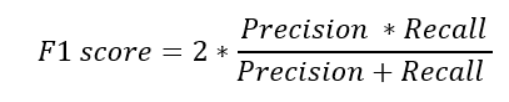 F1 score = 2 * Precision * Recall / Precision + Recall